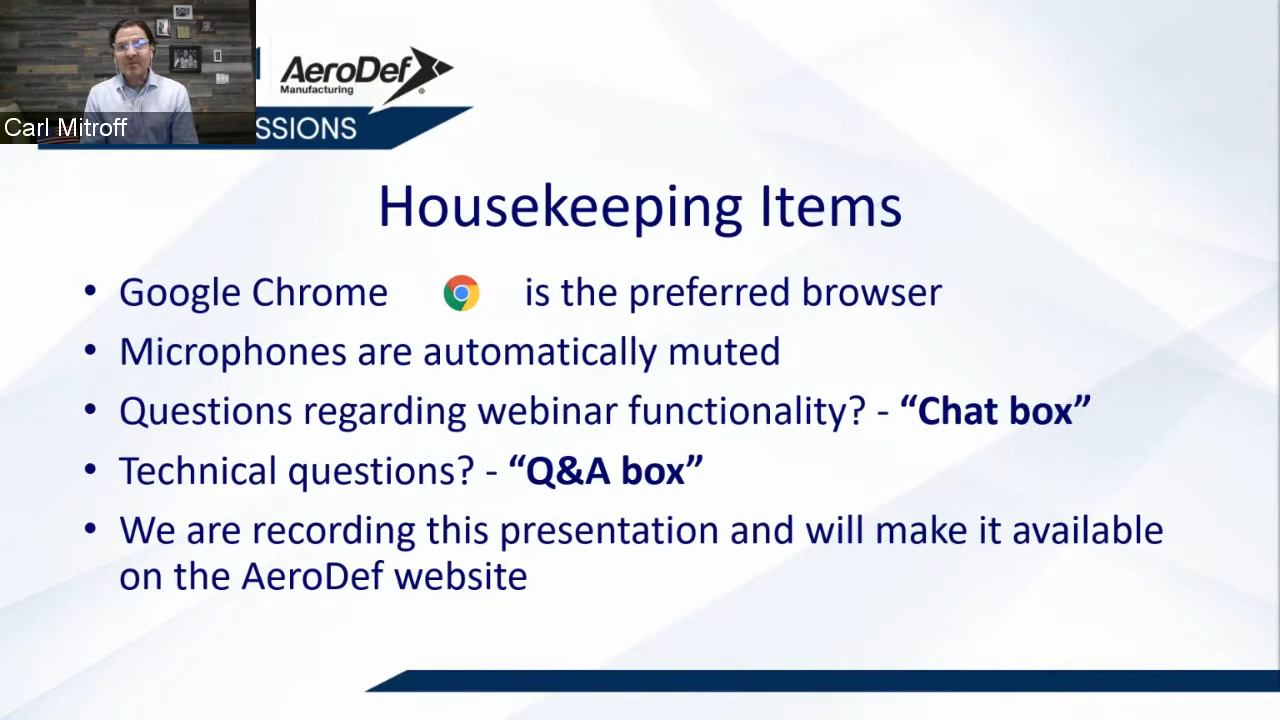 AeroDef
Manufacturing
®
SSIONS
Carl Mitroff
Housekeeping Items
• Google Chrome is the preferred browser
• Microphones are automatically muted
• Questions regarding webinar functionality? - “Chat box”
• Technical questions? - “Q&A box”
• We are recording this presentation and will make it available
on the AeroDef website